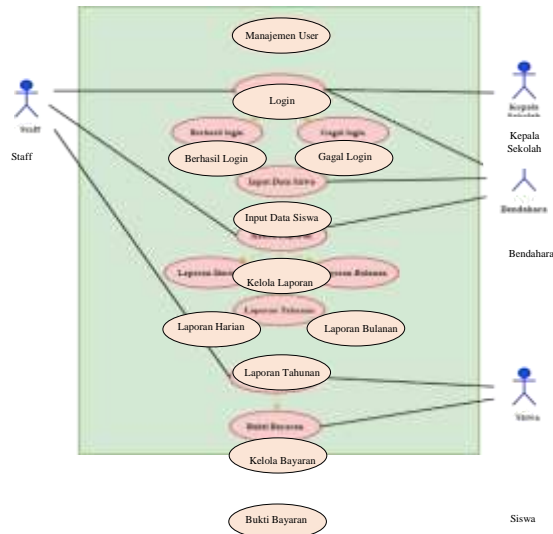 Manajemen User
Login
Berhasil login
Gagal login
Berhasil Login
Gagal Login
Input Data Siswa
Input Data Siswa
Kelola Laporan
Laporan
Laporan Bulanan
Laporan Tahunan
Laporan Harian
Laporan Bulanan
Laporan Tahunan
Bukti Bayaran
Kelola Bayaran
Bukti Bayaran
Staff
Staff
Kepala
Sekolah
Kepala
Sekolah
Bendahara
Bendahara
Siswa
Siswa